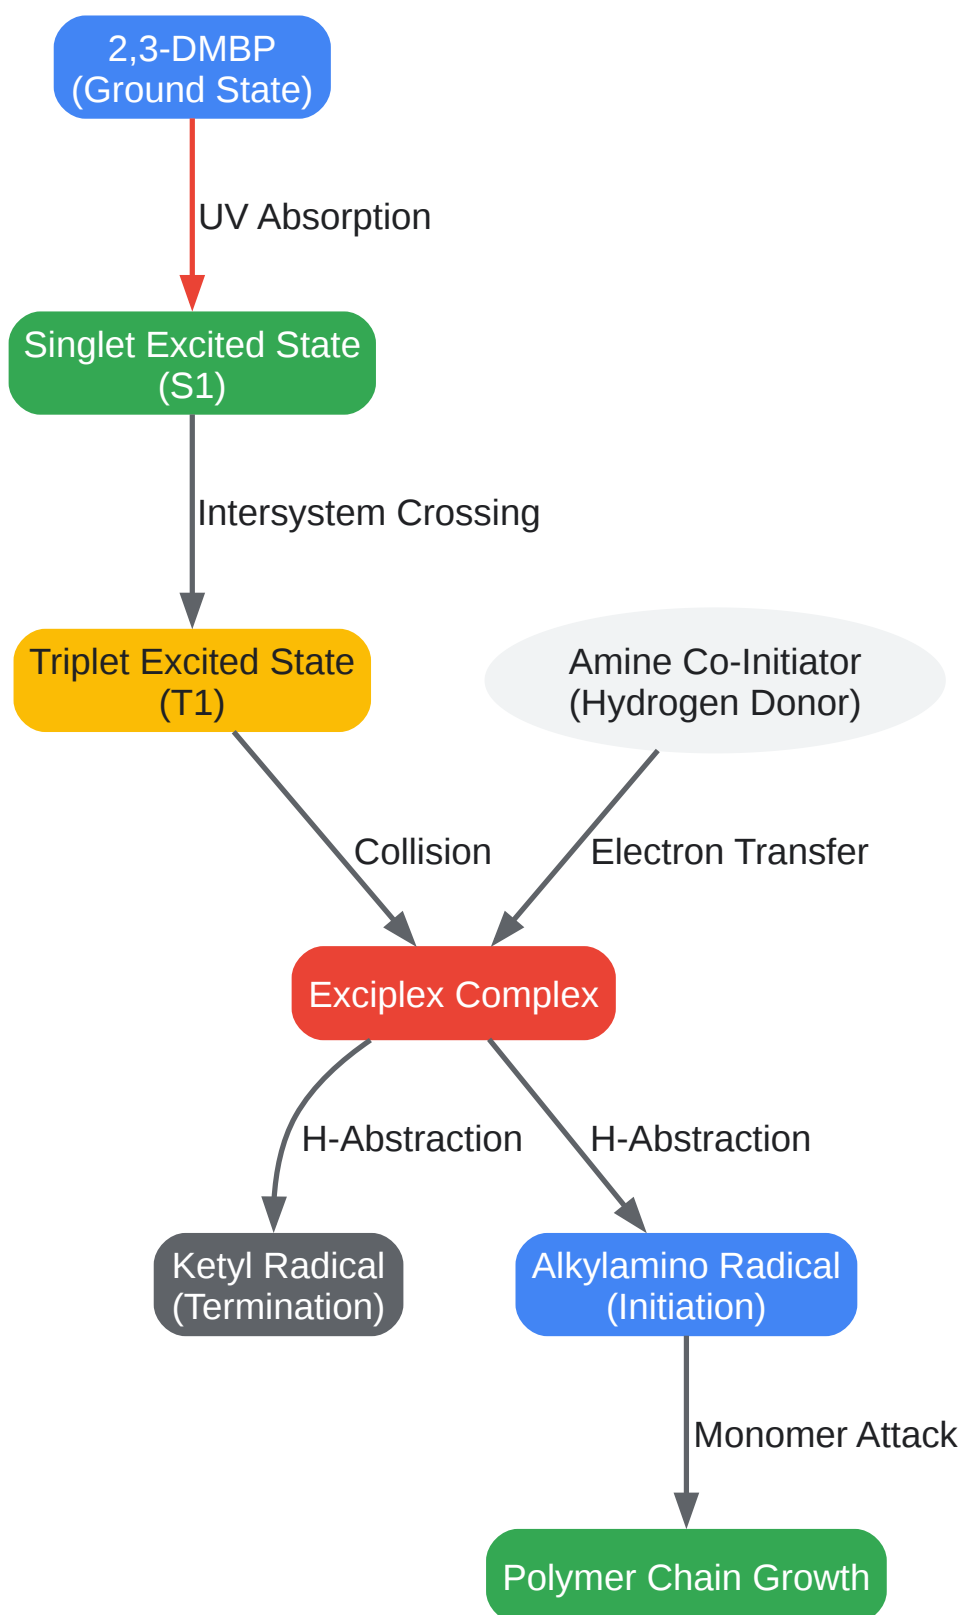 2,3-DMBP
(Ground State)
UV Absorption
Singlet Excited State
(S1)
Intersystem Crossing
Triplet Excited State
(T1)
Amine Co-Initiator
(Hydrogen Donor)
Collision
Electron Transfer
Exciplex Complex
H-Abstraction
H-Abstraction
Ketyl Radical
(Termination)
Alkylamino Radical
(Initiation)
Monomer Attack
Polymer Chain Growth